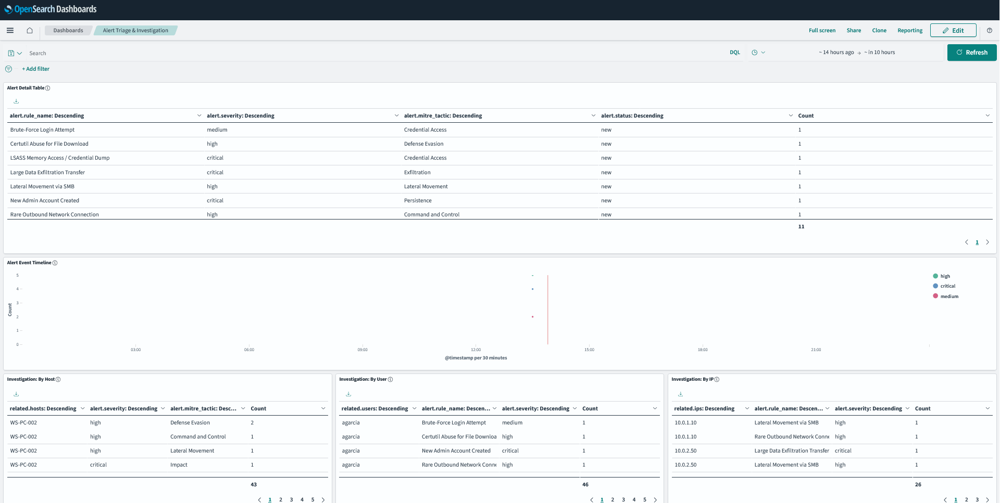 OpenSearch Dashboards
Dashboards
Alert Triage & Investigation
Full screen
Share
Clone
Reporting
Edit
Search
DQL
~ 14 hours ago → ~ in 10 hours
Refresh
+ Add filter
Alert Detail Table
alert.rule_name: Descending alert.severity: Descending alert.mitre_tactic: Descending alert.status: Descending Count
Brute-Force Login Attempt medium Credential Access new 1
Certutil Abuse for File Download high Defense Evasion new 1
LSASS Memory Access / Credential Dump critical Credential Access new 1
Large Data Exfiltration Transfer critical Exfiltration new 1
Lateral Movement via SMB high Lateral Movement new 1
New Admin Account Created critical Persistence new 1
Rare Outbound Network Connection high Command and Control new 1
11
1
Alert Event Timeline
5
4
3
2
1
0
Count
03:00 06:00 09:00 12:00 15:00 18:00 21:00
@timestamp per 30 minutes
high
critical
medium
Investigation: By Host
related.hosts: Descending alert.severity: Descending alert.mitre_tactic: Desc... Count
WS-PC-002 high Defense Evasion 2
WS-PC-002 high Command and Control 1
WS-PC-002 high Lateral Movement 1
WS-PC-002 critical Impact 1
43
1 2 3 4 5
Investigation: By User
related.users: Descending alert.rule_name: Descen... alert.severity: Descending Count
agarcia Brute-Force Login Attempt medium 1
agarcia Certutil Abuse for File Downloa high 1
agarcia New Admin Account Created critical 1
agarcia Rare Outbound Network Conne high 1
46
1 2 3 4 5
Investigation: By IP
related.ips: Descending alert.rule_name: Descen... alert.severity: Descending Count
10.0.1.10 Lateral Movement via SMB high 1
10.0.1.10 Rare Outbound Network Conne high 1
10.0.2.50 Large Data Exfiltration Transfer critical 1
10.0.2.50 Lateral Movement via SMB high 1
26
1 2 3